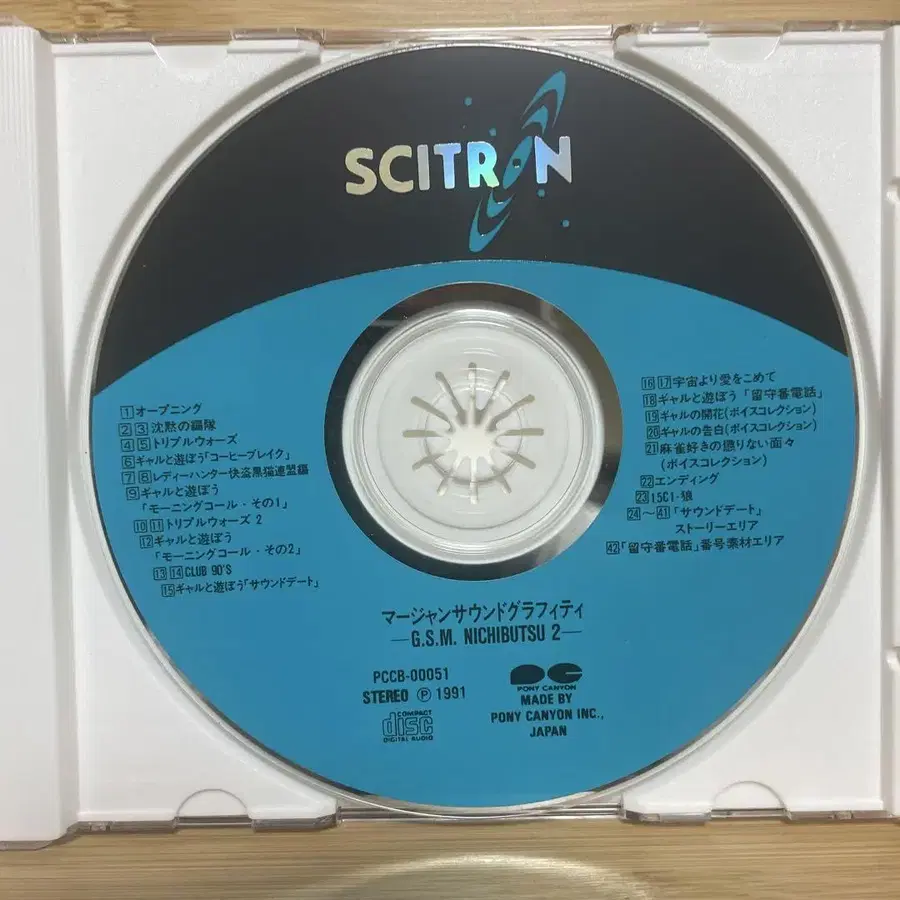 SCITRON
1 オープニング
2 3 沈黙の艦隊
4 5 トリプルウォーズ
6 ギャルと遊ぼう「コーヒーブレイク」
7 8 レディーハンター快盗黒猫連盟編
9 ギャルと遊ぼう
「モーニングコール・その1」
10 11 トリプルウォーズ 2
12 ギャルと遊ぼう
「モーニングコール・その2」
13 14 CLUB 90'S
15 ギャルと遊ぼう「サウンドデート」
16 17 宇宙より愛をこめて
18 ギャルと遊ぼう「留守番電話」
19 ギャルの開花(ボイスコレクション)
20 ギャルの告白(ボイスコレクション)
21 麻雀好きの懲りない面々
(ボイスコレクション)
22 エンディング
23 1.5C1・狼
24〜41「サウンドデート」
ストーリーエリア
42「留守番電話」番号素材エリア
マージャンサウンドグラフィティ
—G.S.M. NICHIBUTSU 2—
PCCB-00051
STEREO Ⓟ 1991
COMPACT
disc
DIGITAL AUDIO
PONY CANYON
MADE BY
PONY CANYON INC.,
JAPAN